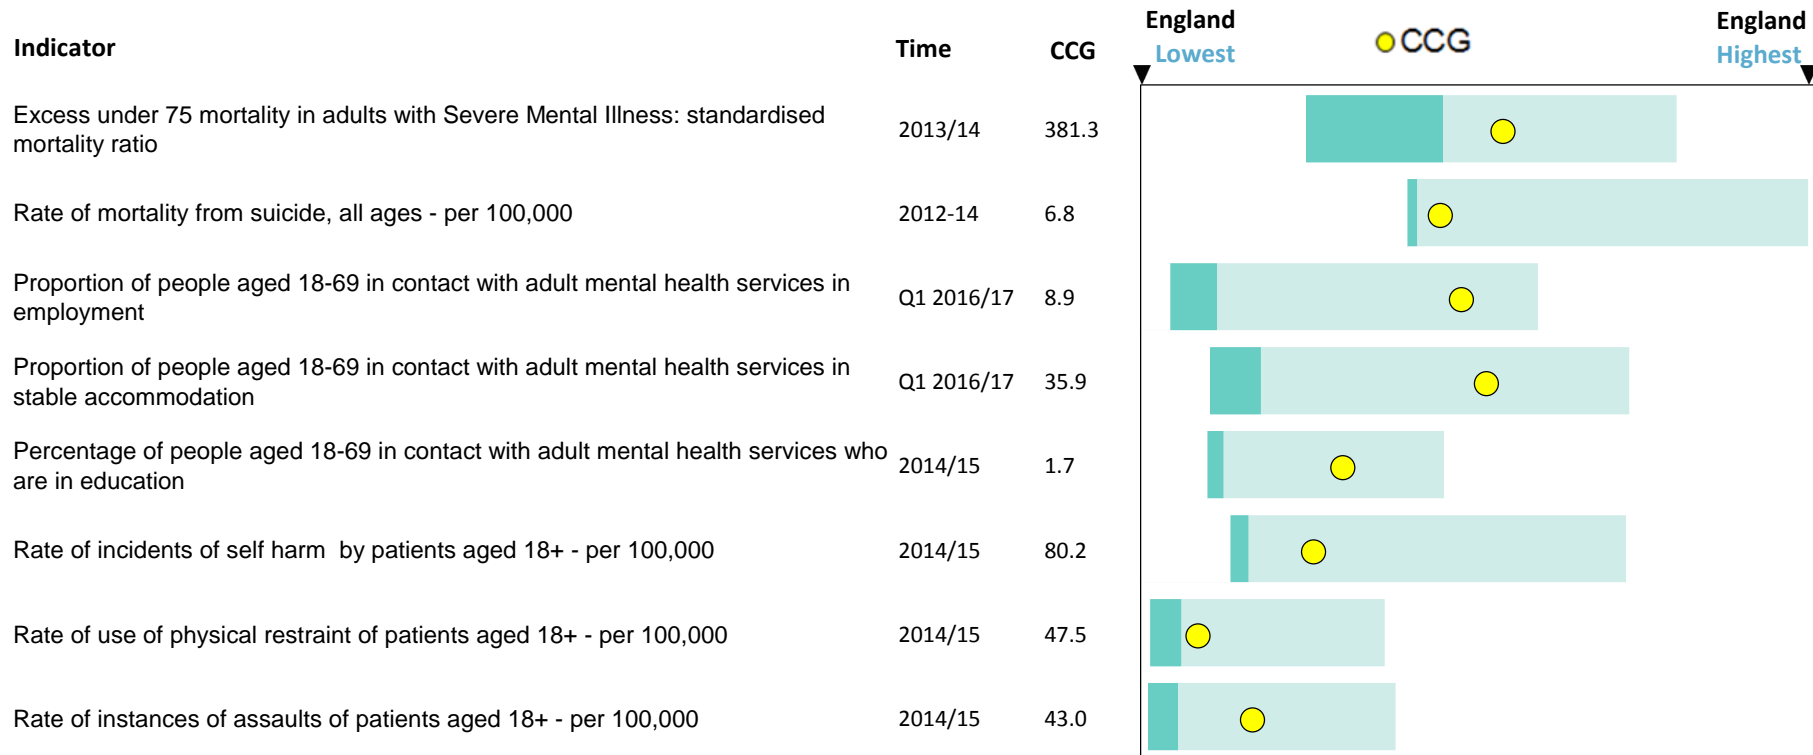 England England
Indicator Time CCG CCG
Lowest Highest
Excess under 75 mortality in adults with Severe Mental Illness: standardised
mortality ratio 2013/14 381.3
Rate of mortality from suicide, all ages - per 100,000 2012-14 6.8
Proportion of people aged 18-69 in contact with adult mental health services in
employment Q1 2016/17 8.9
Proportion of people aged 18-69 in contact with adult mental health services in
stable accommodation Q1 2016/17 35.9
Percentage of people aged 18-69 in contact with adult mental health services who
are in education 2014/15 1.7
Rate of incidents of self harm  by patients aged 18+ - per 100,000 2014/15 80.2
Rate of use of physical restraint of patients aged 18+ - per 100,000 2014/15 47.5
Rate of instances of assaults of patients aged 18+ - per 100,000 2014/15 43.0